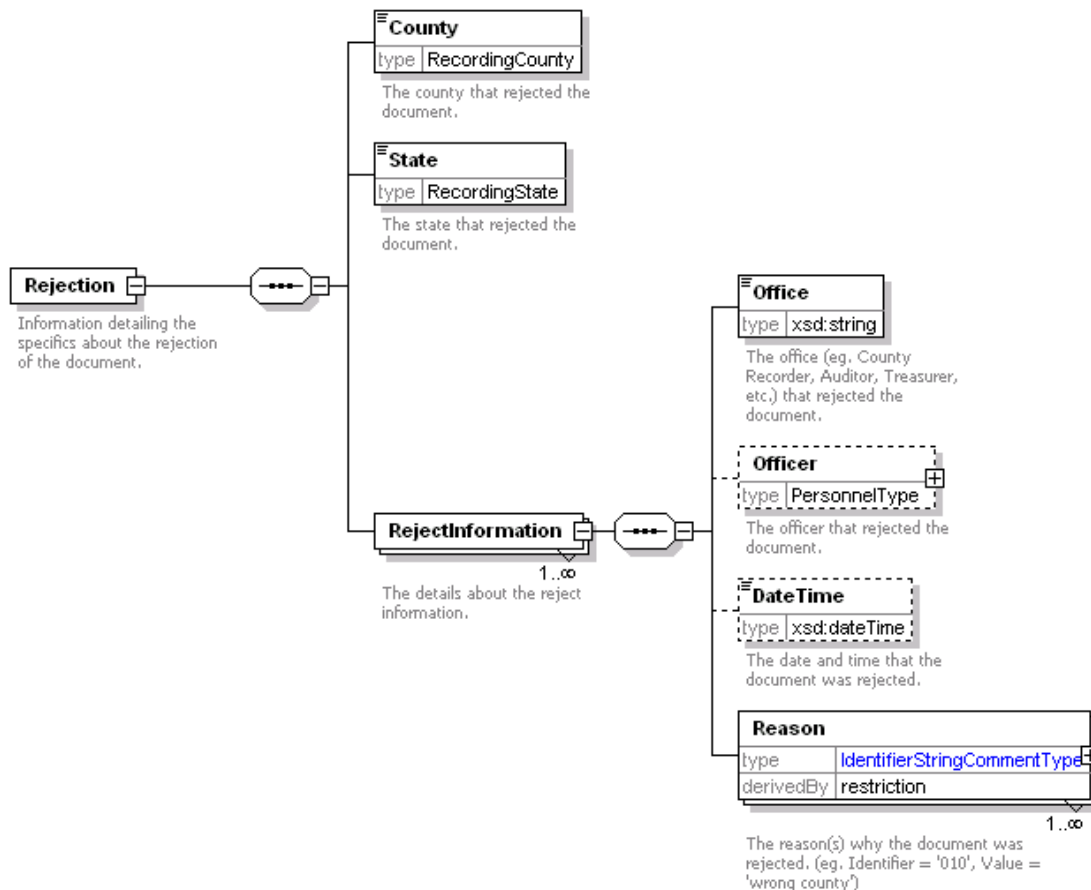 County
type RecordingCounty
The county that rejected the
document.
State
type RecordingState
The state that rejected the
document.
Rejection
Information detailing the
specifics about the rejection
of the document.
RejectInformation
1..∞
The details about the reject
information.
Office
type xsd:string
The office (eg. County
Recorder, Auditor, Treasurer,
etc.) that rejected the
document.
Officer
type PersonnelType
The officer that rejected the
document.
DateTime
type xsd:dateTime
The date and time that the
document was rejected.
Reason
type IdentifierStringCommentType
derivedBy restriction
1..∞
The reason(s) why the document was
rejected. (eg. Identifier = '010', Value =
'wrong county')